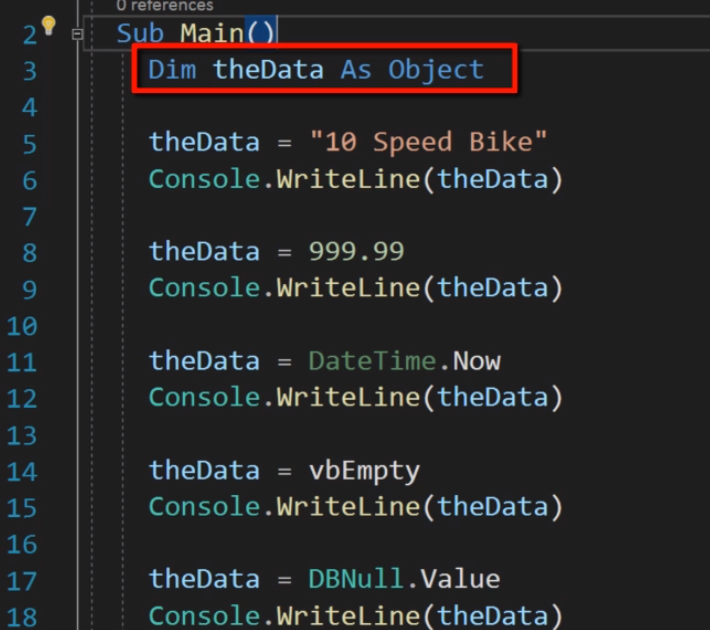 0 references
2 Sub Main()
3 Dim theData As Object
4
5 theData = "10 Speed Bike"
6 Console.WriteLine(theData)
7
8 theData = 999.99
9 Console.WriteLine(theData)
10
11 theData = DateTime.Now
12 Console.WriteLine(theData)
13
14 theData = vbEmpty
15 Console.WriteLine(theData)
16
17 theData = DBNull.Value
18 Console.WriteLine(theData)